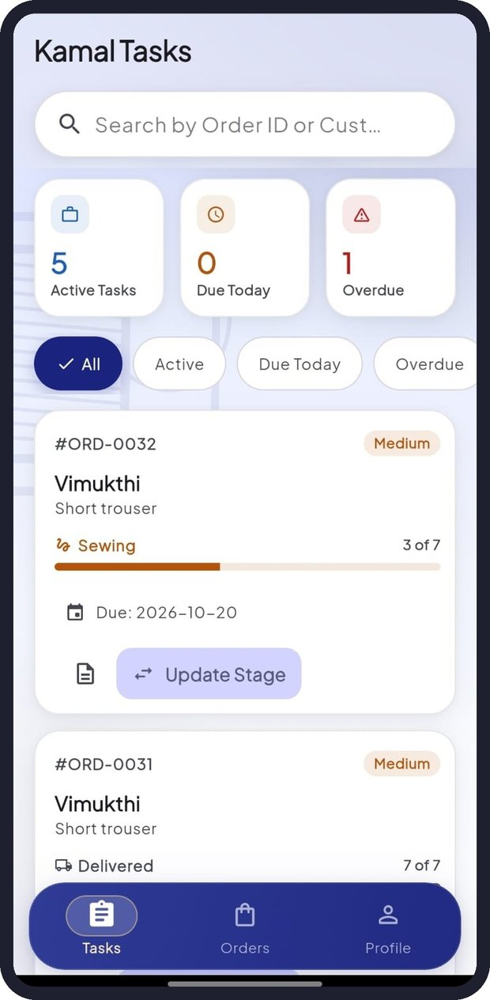 Kamal Tasks
Search by Order ID or Cust...
5
Active Tasks
0
Due Today
1
Overdue
All
Active
Due Today
Overdue
#ORD-0032
Medium
Vimukthi
Short trouser
Sewing
3 of 7
Due: 2026-10-20
Update Stage
#ORD-0031
Medium
Vimukthi
Short trouser
Delivered
7 of 7
Tasks
Orders
Profile